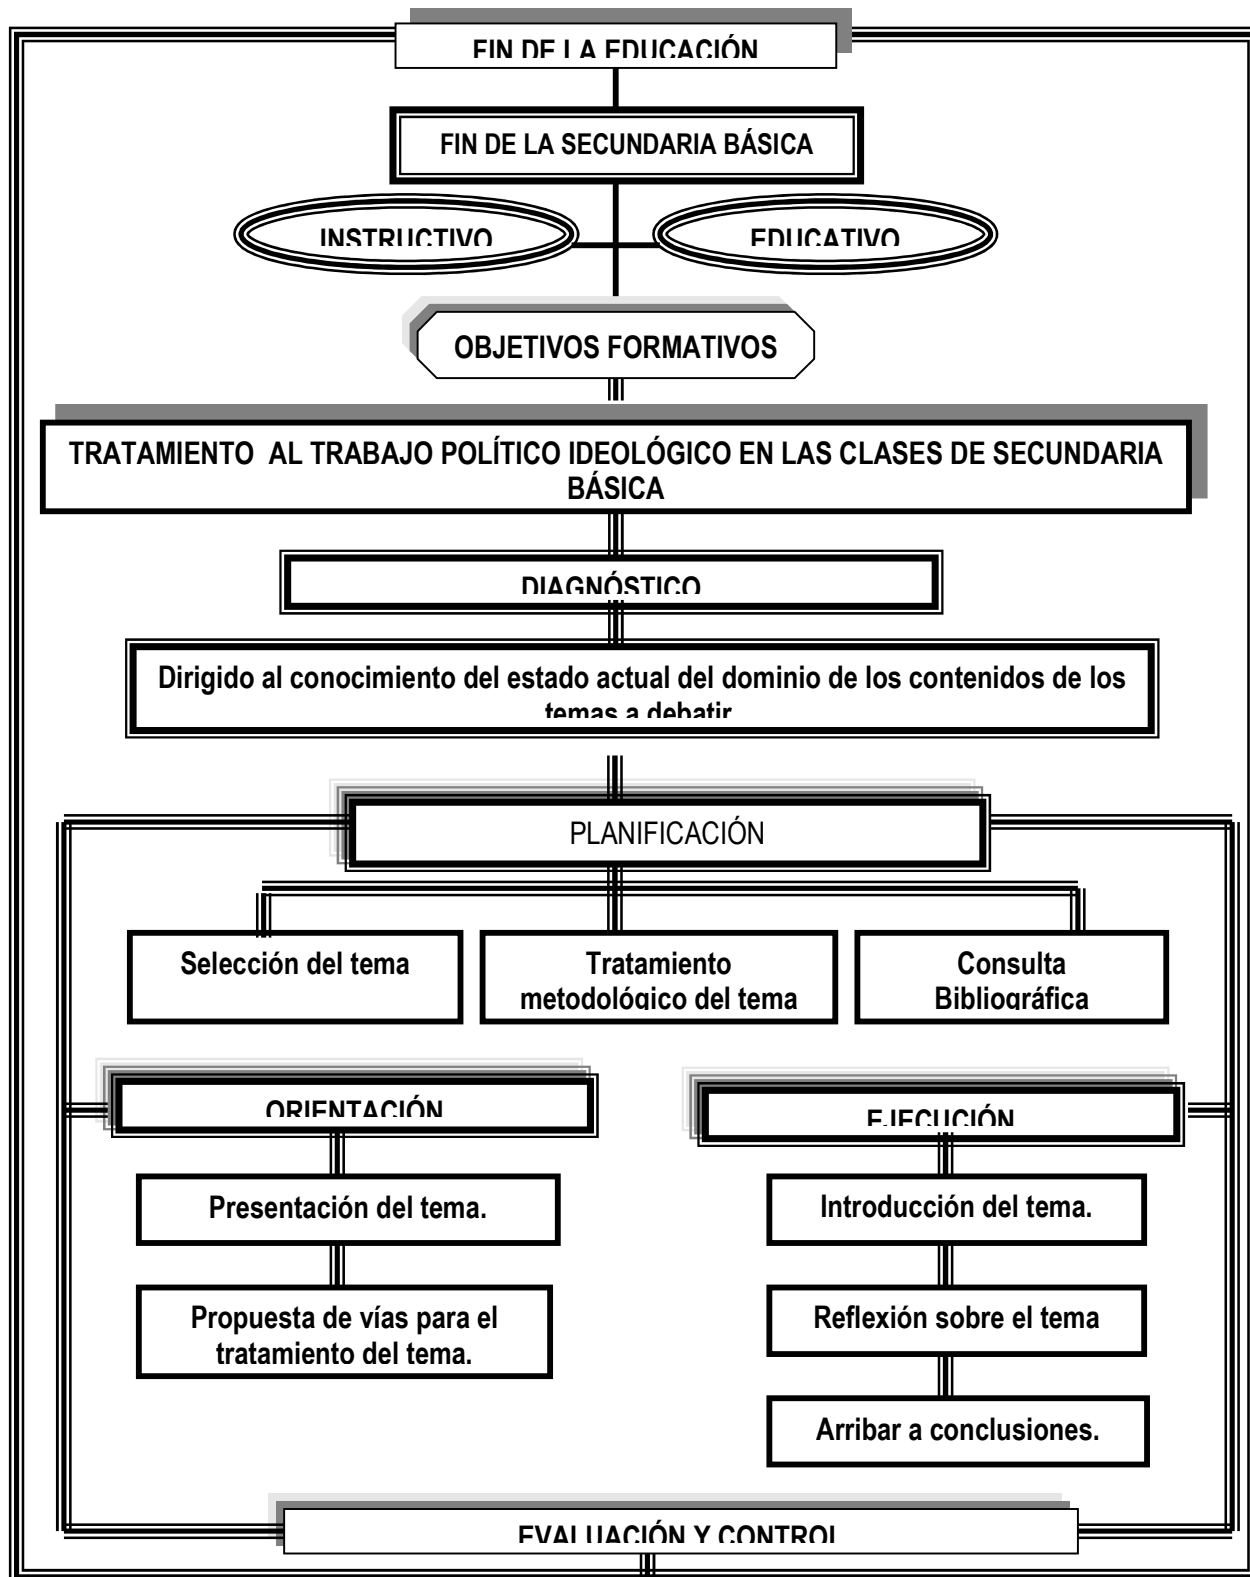 FIN DE LA EDUCACIÓN
FIN DE LA SECUNDARIA BÁSICA
INSTRUCTIVO
EDUCATIVO
OBJETIVOS FORMATIVOS
TRATAMIENTO AL TRABAJO POLÍTICO IDEOLÓGICO EN LAS CLASES DE SECUNDARIA
BÁSICA
DIAGNÓSTICO
Dirigido al conocimiento del estado actual del dominio de los contenidos de los
temas a debatir
PLANIFICACIÓN
Selección del tema
Tratamiento
metodológico del tema
Consulta
Bibliográfica
ORIENTACIÓN
Presentación del tema.
Propuesta de vías para el
tratamiento del tema.
EJECUCIÓN
Introducción del tema.
Reflexión sobre el tema
Arribar a conclusiones.
EVALUACIÓN Y CONTROL